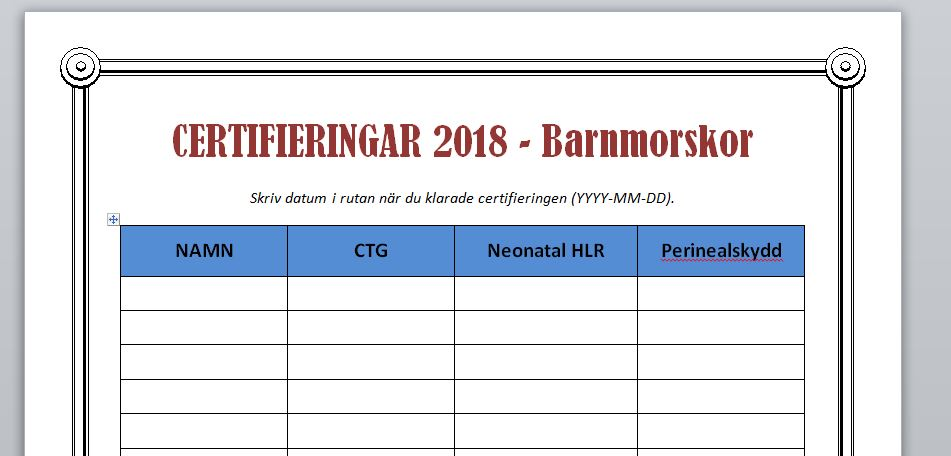 CERTIFIERINGAR 2018 - Barnmorskor
Skriv datum i rutan när du klarade certifieringen (YYYY-MM-DD).
NAMN CTG Neonatal HLR Perinealskydd